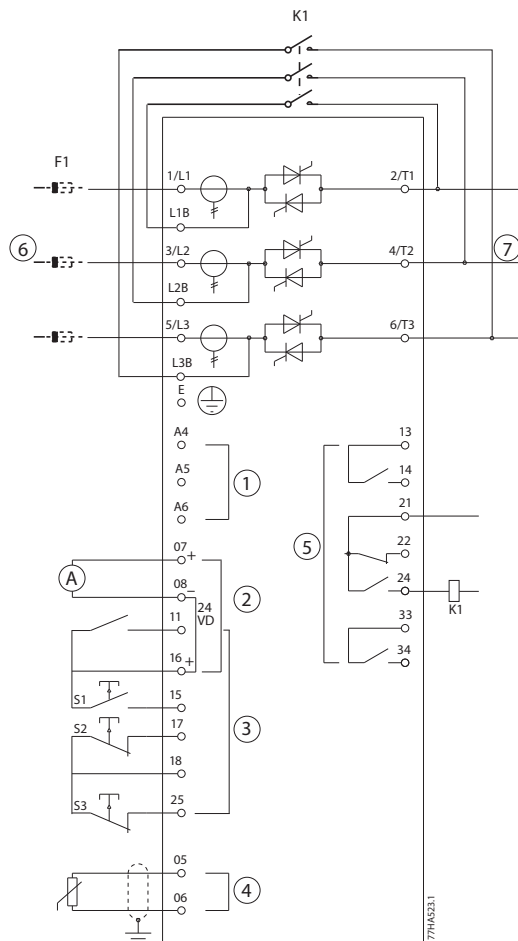 K1
F1
1/L1
2/T1
L1B
6
3/L2
4/T2
7
L2B
5/L3
6/T3
L3B
E
A4
13
A5
1
14
A6
21
5
22
07
+
A
08
−
2
24
24
VD
K1
11
33
16
+
34
S1
15
S2
17
3
18
S3
25
05
4
06
77HA523.1